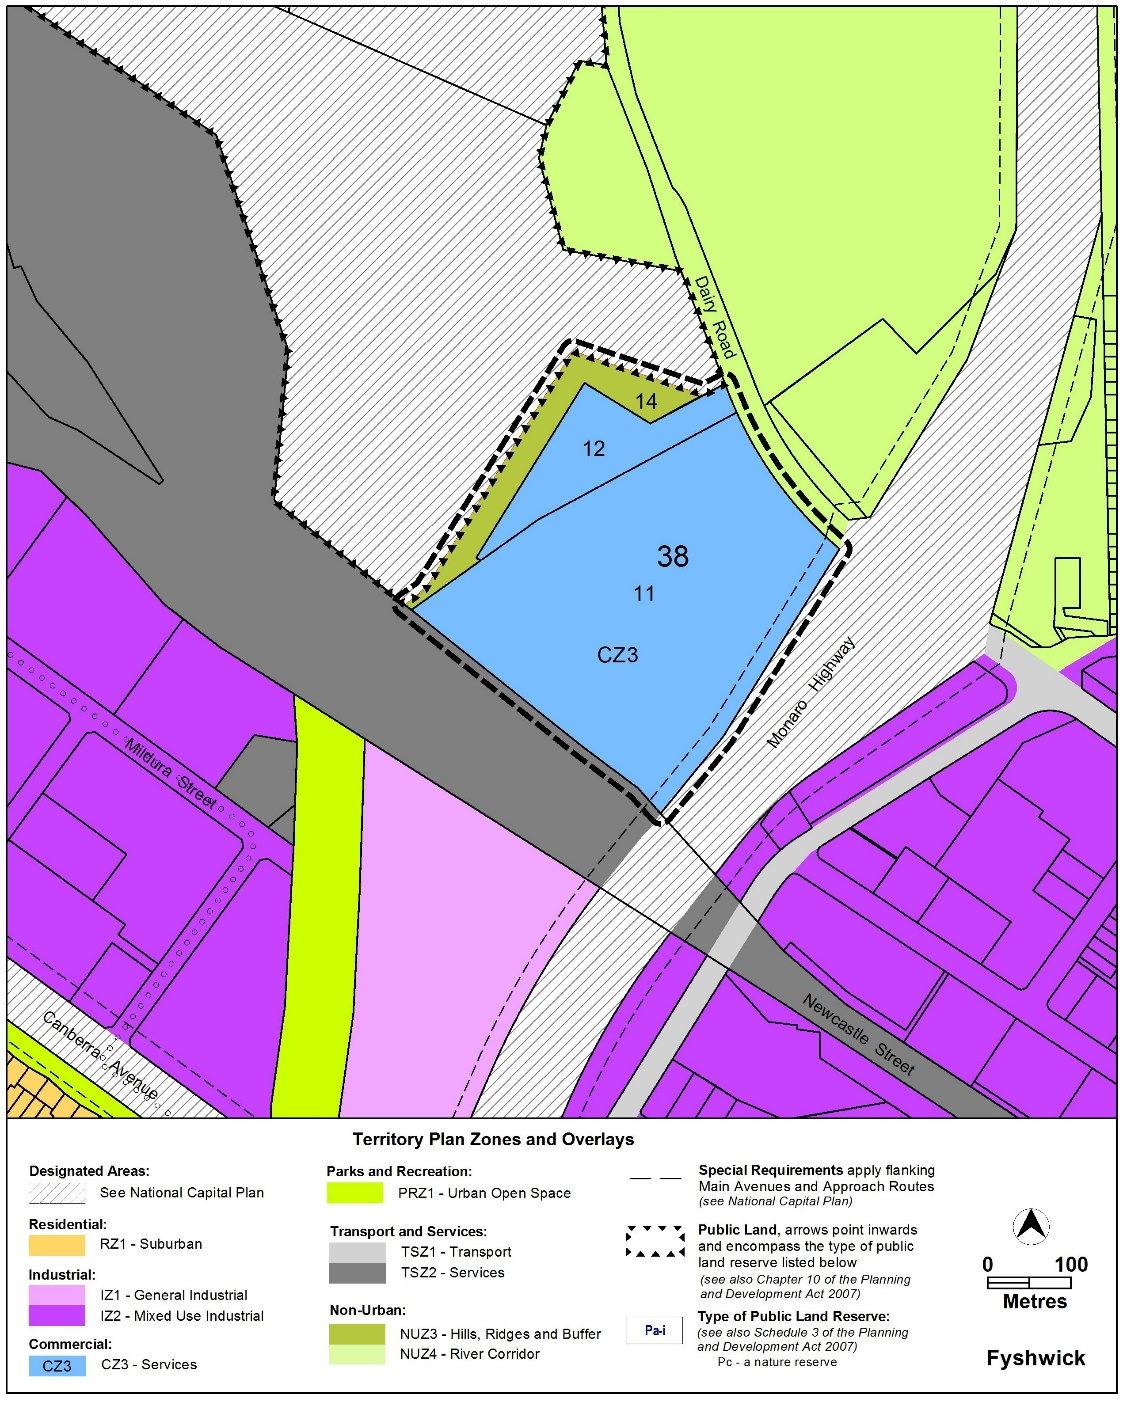 Dairy Road
14
12
38
11
CZ3
Monaro Highway
Mildura Street
Newcastle Street
Canberra Avenue
Territory Plan Zones and Overlays
Designated Areas:
See National Capital Plan
Residential:
RZ1 - Suburban
Industrial:
IZ1 - General Industrial
IZ2 - Mixed Use Industrial
Commercial:
CZ3
CZ3 - Services
Parks and Recreation:
PRZ1 - Urban Open Space
Transport and Services:
TSZ1 - Transport
TSZ2 - Services
Non-Urban:
NUZ3 - Hills, Ridges and Buffer
NUZ4 - River Corridor
Special Requirements apply flanking
Main Avenues and Approach Routes
(see National Capital Plan)
Public Land, arrows point inwards
and encompass the type of public
land reserve listed below
(see also Chapter 10 of the Planning
and Development Act 2007)
Pa-i
Type of Public Land Reserve:
(see also Schedule 3 of the Planning
and Development Act 2007)
Pc - a nature reserve
0 100
Metres
Fyshwick